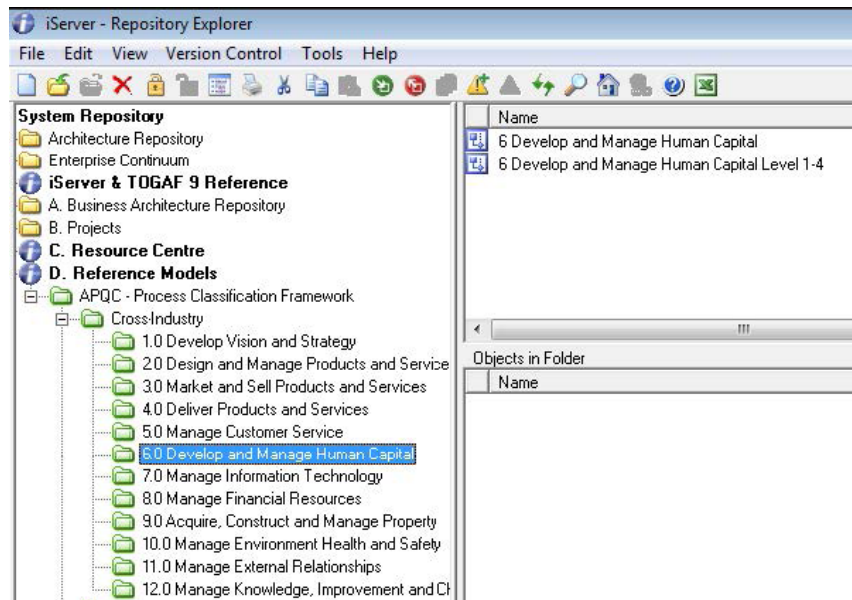 iServer - Repository Explorer
File Edit View Version Control Tools Help
System Repository
Architecture Repository
Enterprise Continuum
iServer & TOGAF 9 Reference
A. Business Architecture Repository
B. Projects
C. Resource Centre
D. Reference Models
APQC - Process Classification Framework
Cross-Industry
1.0 Develop Vision and Strategy
2.0 Design and Manage Products and Service
3.0 Market and Sell Products and Services
4.0 Deliver Products and Services
5.0 Manage Customer Service
6.0 Develop and Manage Human Capital
7.0 Manage Information Technology
8.0 Manage Financial Resources
9.0 Acquire, Construct and Manage Property
10.0 Manage Environment Health and Safety
11.0 Manage External Relationships
12.0 Manage Knowledge, Improvement and
Name
6 Develop and Manage Human Capital
6 Develop and Manage Human Capital Level 1-4
Objects in Folder
Name